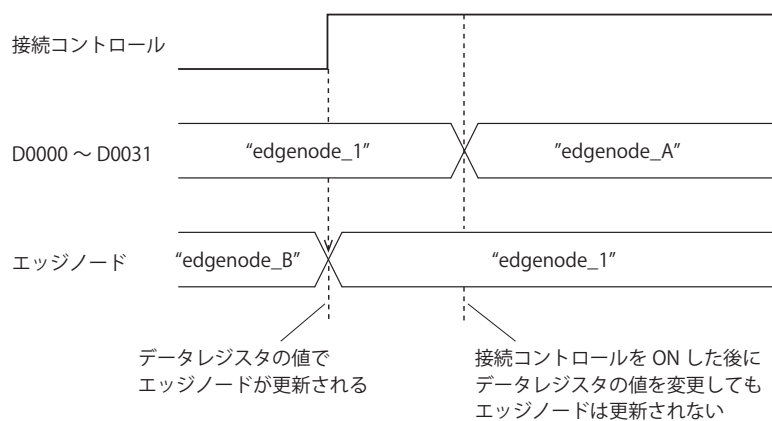 接続コントロール
D0000 ～ D0031
“edgenode_1”
”edgenode_A”
エッジノード
“edgenode_B”
“edgenode_1”
データレジスタの値で
エッジノードが更新される
接続コントロールを ON した後に
データレジスタの値を変更しても
エッジノードは更新されない